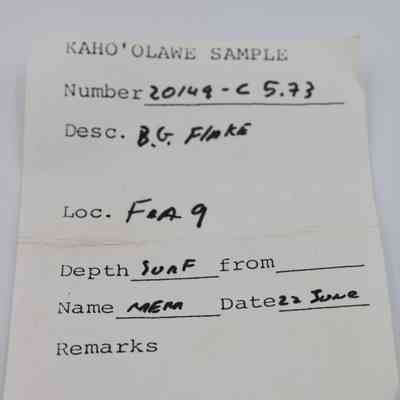 KAHO'OLAWE SAMPLE
Number 20149-C 5.73
Desc. B.G. FLAKE
Loc. FEA 9
Depth SURF from
Name MEM Date 22 June
Remarks